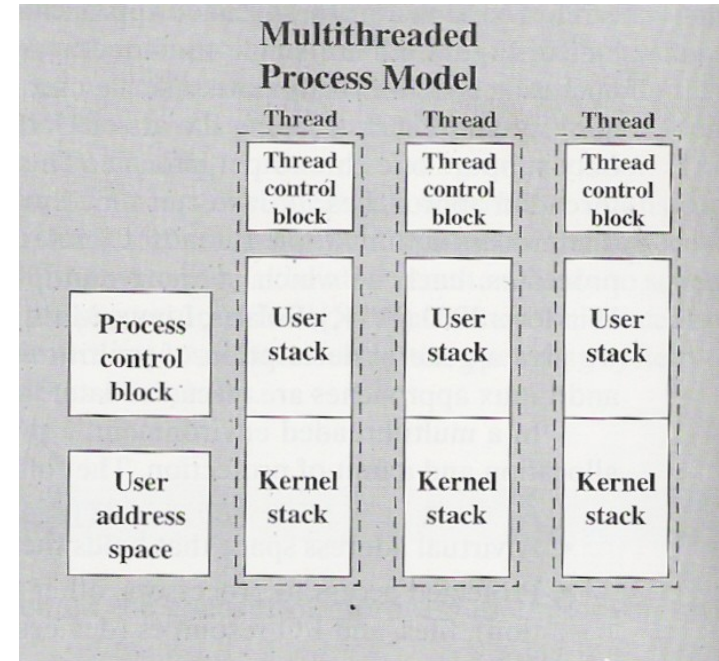 Multithreaded
Process Model
Thread
Thread
Thread
Thread
control
block
Thread
control
block
Thread
control
block
Process
control
block
User
stack
User
stack
User
stack
User
address
space
Kernel
stack
Kernel
stack
Kernel
stack